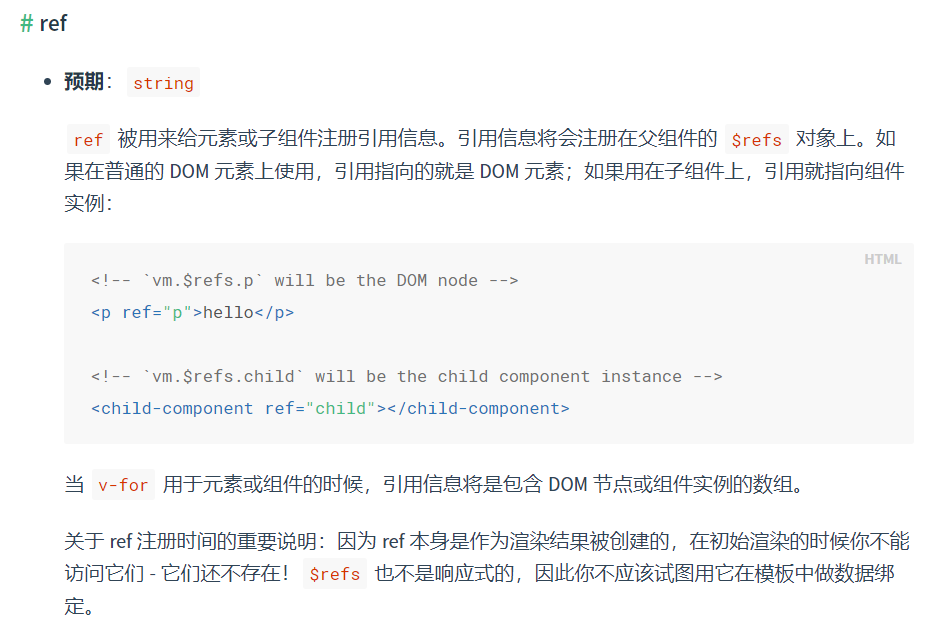 # ref
预期： string
ref 被用来给元素或子组件注册引用信息。引用信息将会注册在父组件的 $refs 对象上。如
果在普通的 DOM 元素上使用，引用指向的就是 DOM 元素；如果用在子组件上，引用就指向组件
实例：
HTML
<!-- `vm.$refs.p` will be the DOM node -->
<p ref="p">hello</p>
<!-- `vm.$refs.child` will be the child component instance -->
<child-component ref="child"></child-component>
当 v-for 用于元素或组件的时候，引用信息将是包含 DOM 节点或组件实例的数组。
关于 ref 注册时间的重要说明：因为 ref 本身是作为渲染结果被创建的，在初始渲染的时候你不能
访问它们 - 它们还不存在！ $refs 也不是响应式的，因此你不应该试图用它在模板中做数据绑
定。